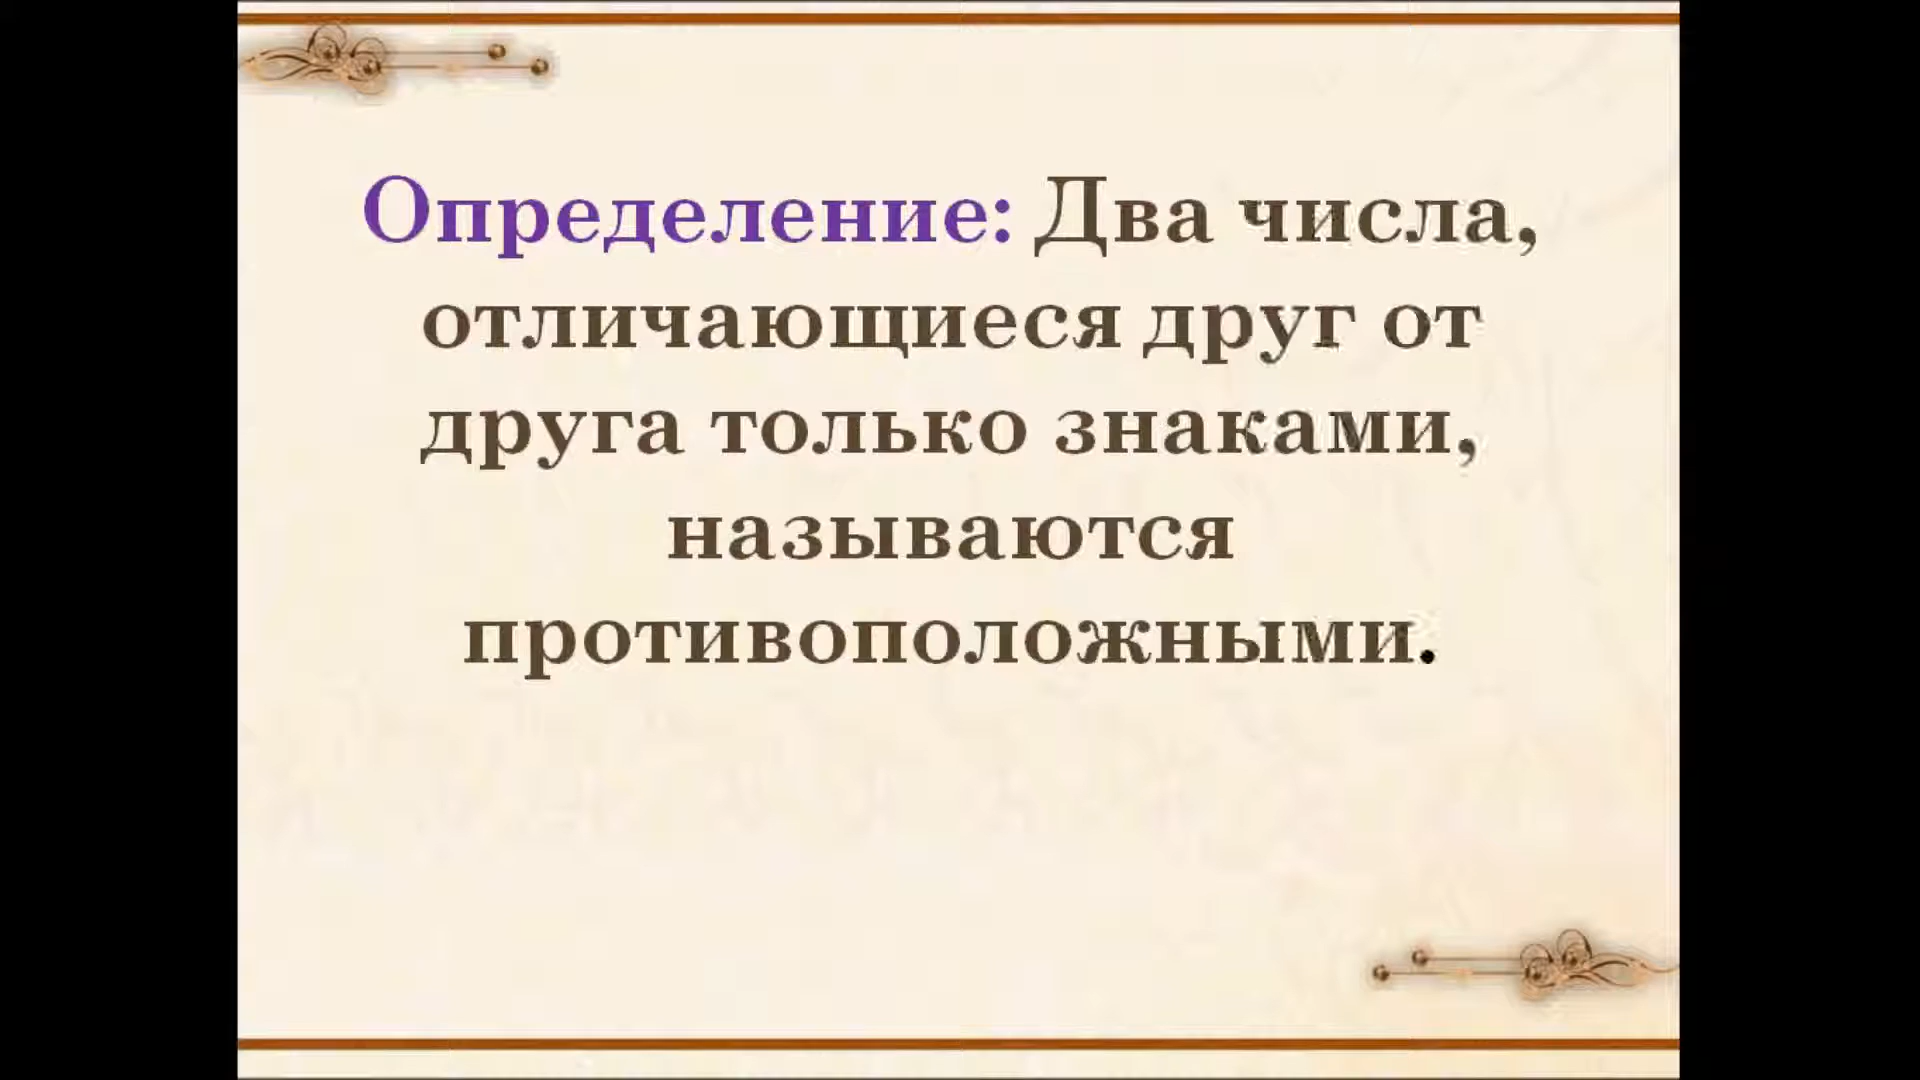 Определение: Два числа,
отличающиеся друг от
друга только знаками,
называются
противоположными.